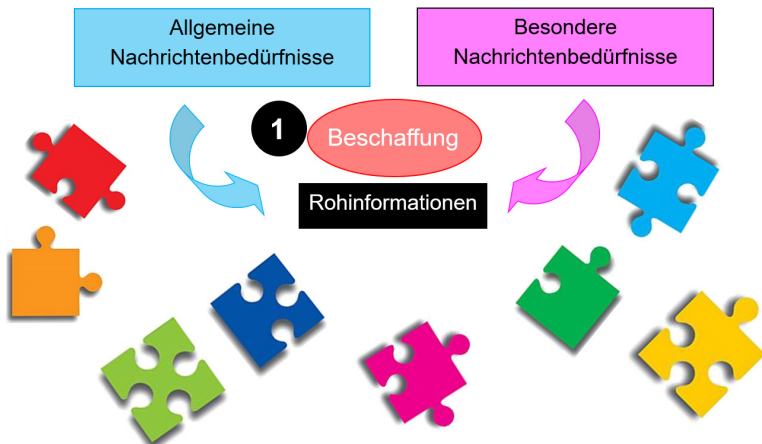 Allgemeine
Nachrichtenbedürfnisse
Besondere
Nachrichtenbedürfnisse
1
Beschaffung
Rohinformationen